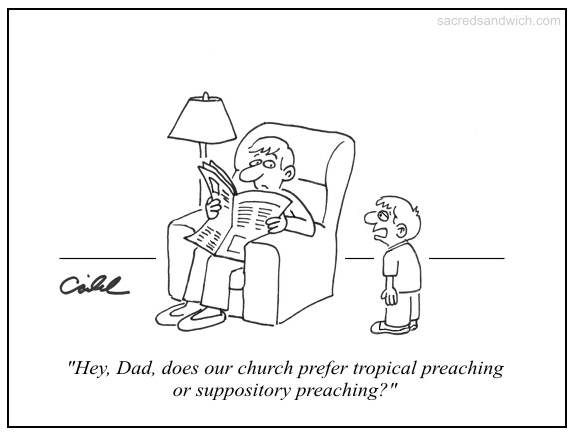 sacredsandwich.com
"Hey, Dad, does our church prefer tropical preaching
or suppository preaching?"